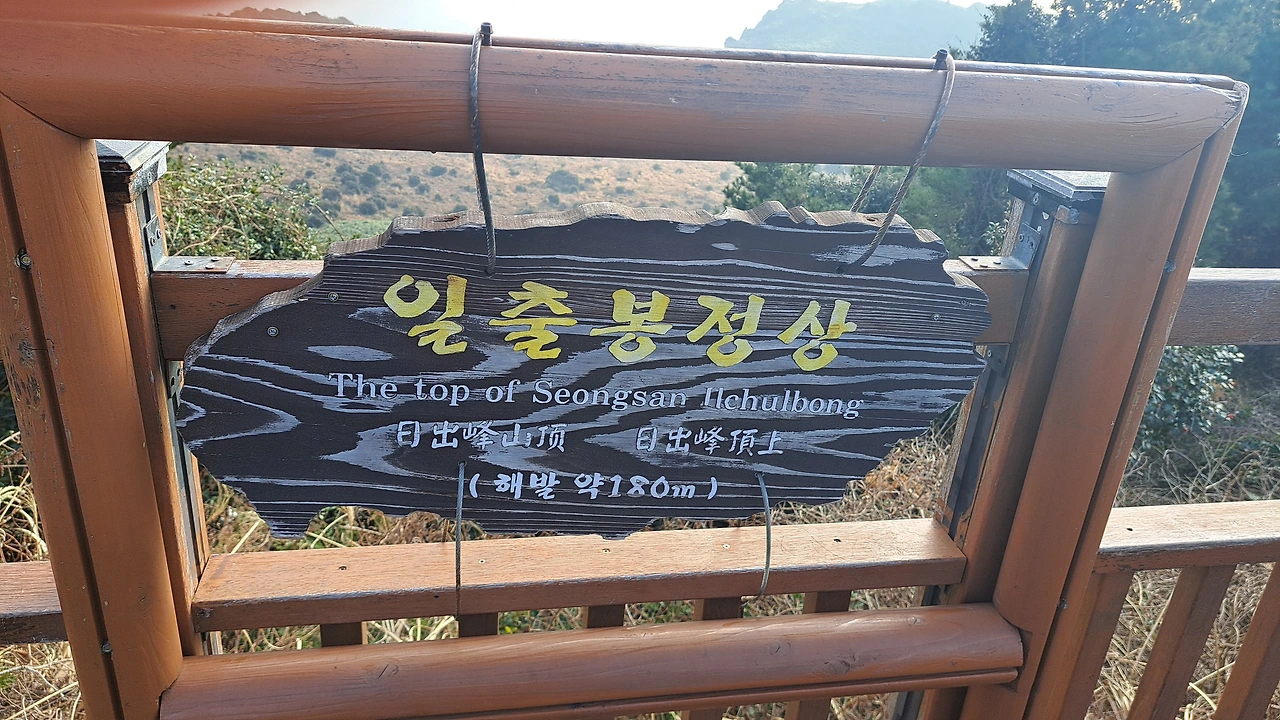 일출봉정상
The top of Seongsan Ilchulbong
日出峰山顶 日出峰頂上
( 해발 약180m )